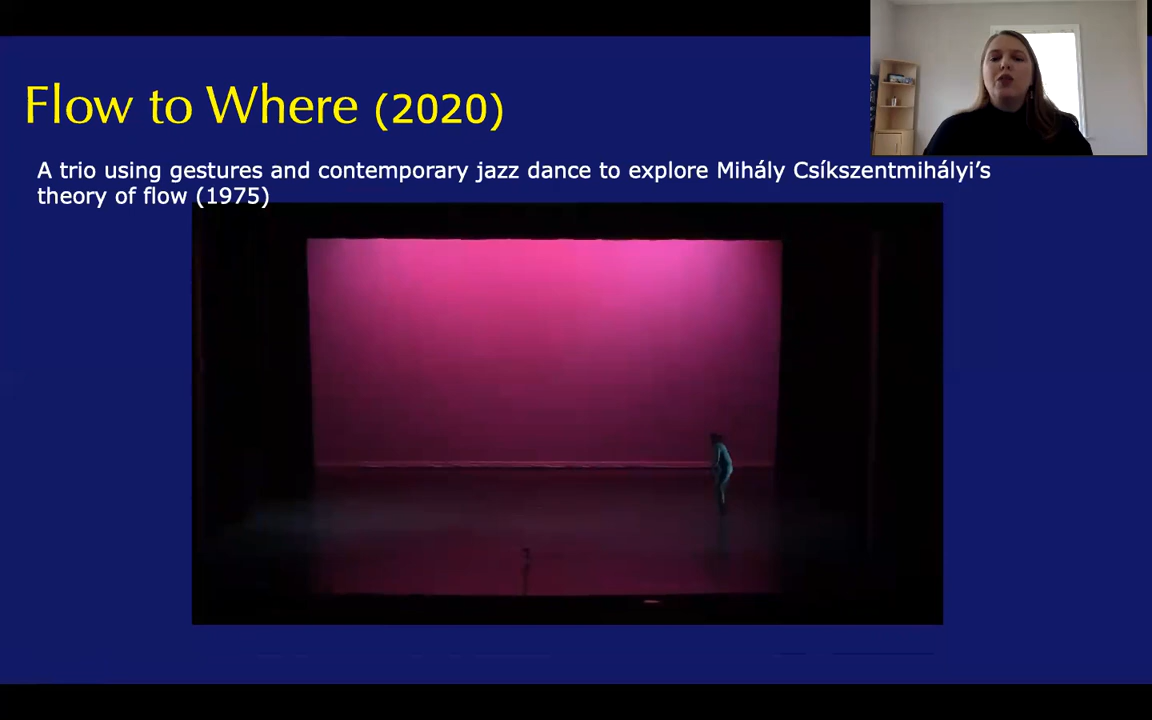 Flow to Where (2020)
A trio using gestures and contemporary jazz dance to explore Mihály Csíkszentmihályi’s
theory of flow (1975)